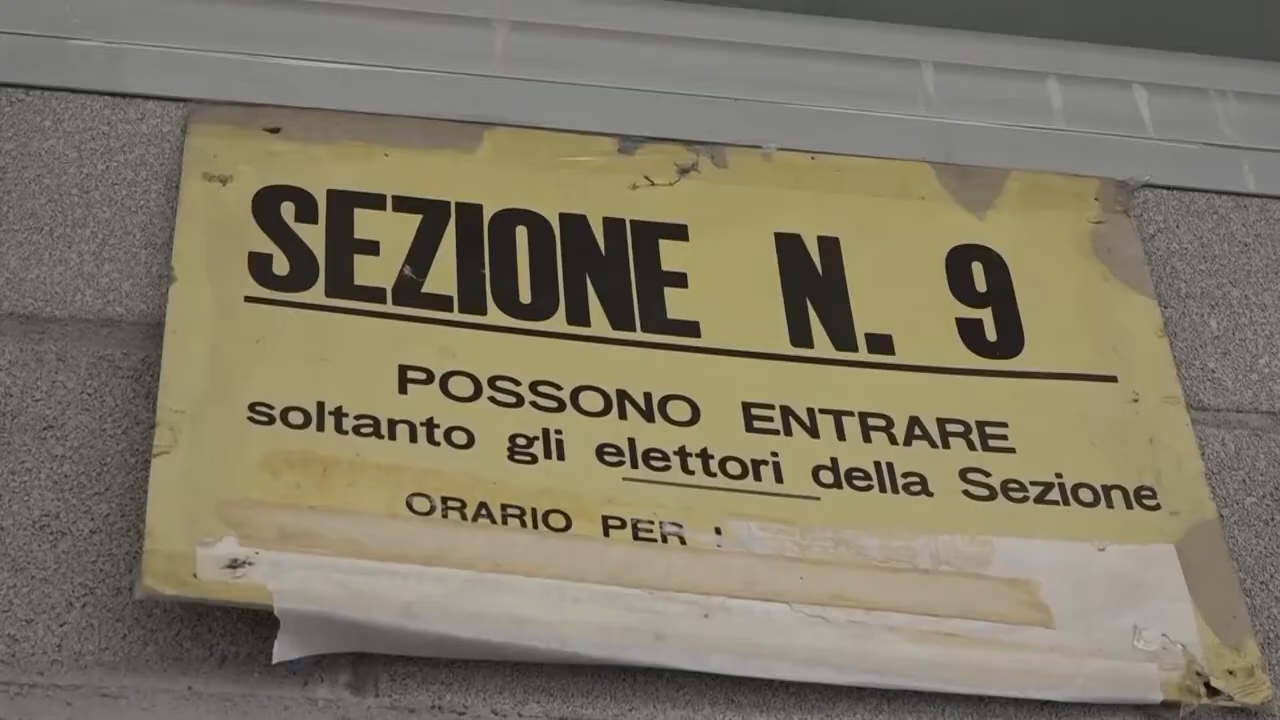 SEZIONE N. 9
POSSONO ENTRARE
soltanto gli elettori della Sezione
ORARIO PER